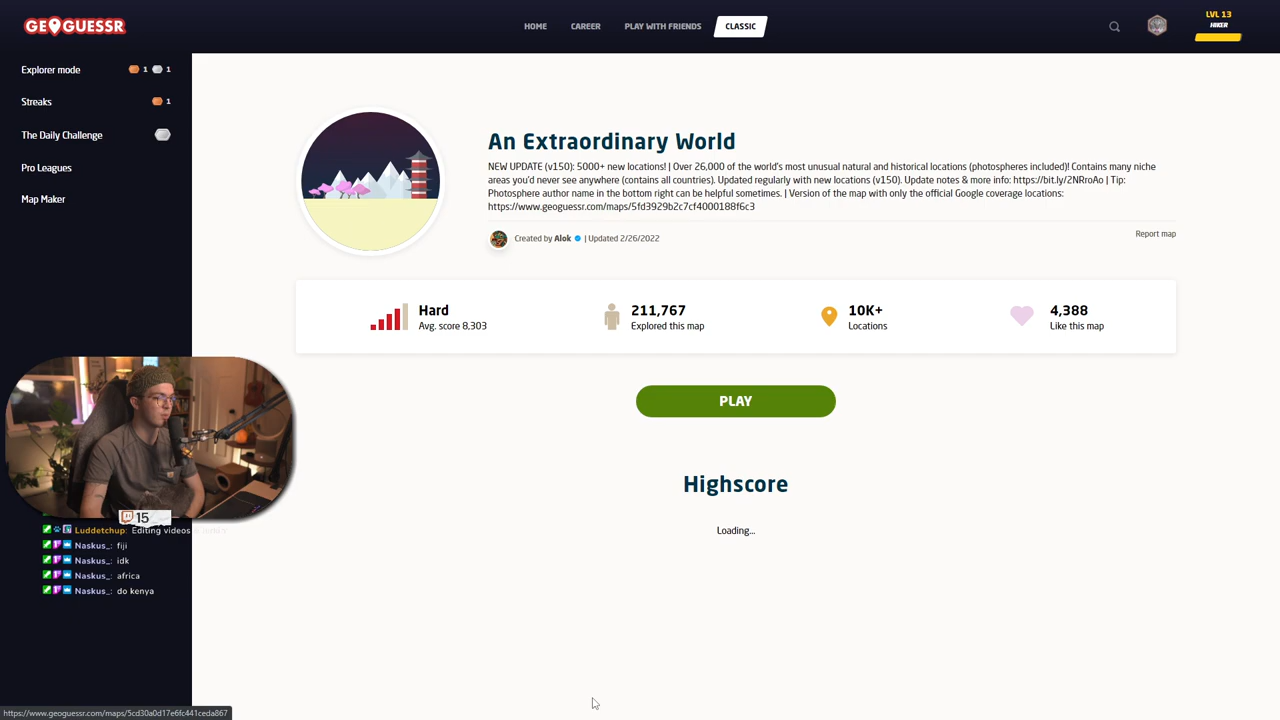 GEOGUESSR
HOME
CAREER
PLAY WITH FRIENDS
CLASSIC
LVL 13
HIKER
Explorer mode
1
1
Streaks
1
The Daily Challenge
Pro Leagues
Map Maker
An Extraordinary World
NEW UPDATE (v150): 5000+ new locations! | Over 26,000 of the world's most unusual natural and historical locations (photospheres included)! Contains many niche
areas you'd never see anywhere (contains all countries). Updated regularly with new locations (v150). Update notes & more info: https://bit.ly/2NRroAo | Tip:
Photosphere author name in the bottom right can be helpful sometimes. | Version of the map with only the official Google coverage locations:
https://www.geoguessr.com/maps/5fd3929b2c7cf4000188f6c3
Created by Alok | Updated 2/26/2022
Report map
Hard
Avg. score 8,303
211,767
Explored this map
10K+
Locations
4,388
Like this map
PLAY
Highscore
Loading...
15
Luddetchup: Editing videos
Naskus_: fiji
Naskus_: idk
Naskus_: africa
Naskus_: do kenya
https://www.geoguessr.com/maps/5cd30a0d17e6fc441ceda867